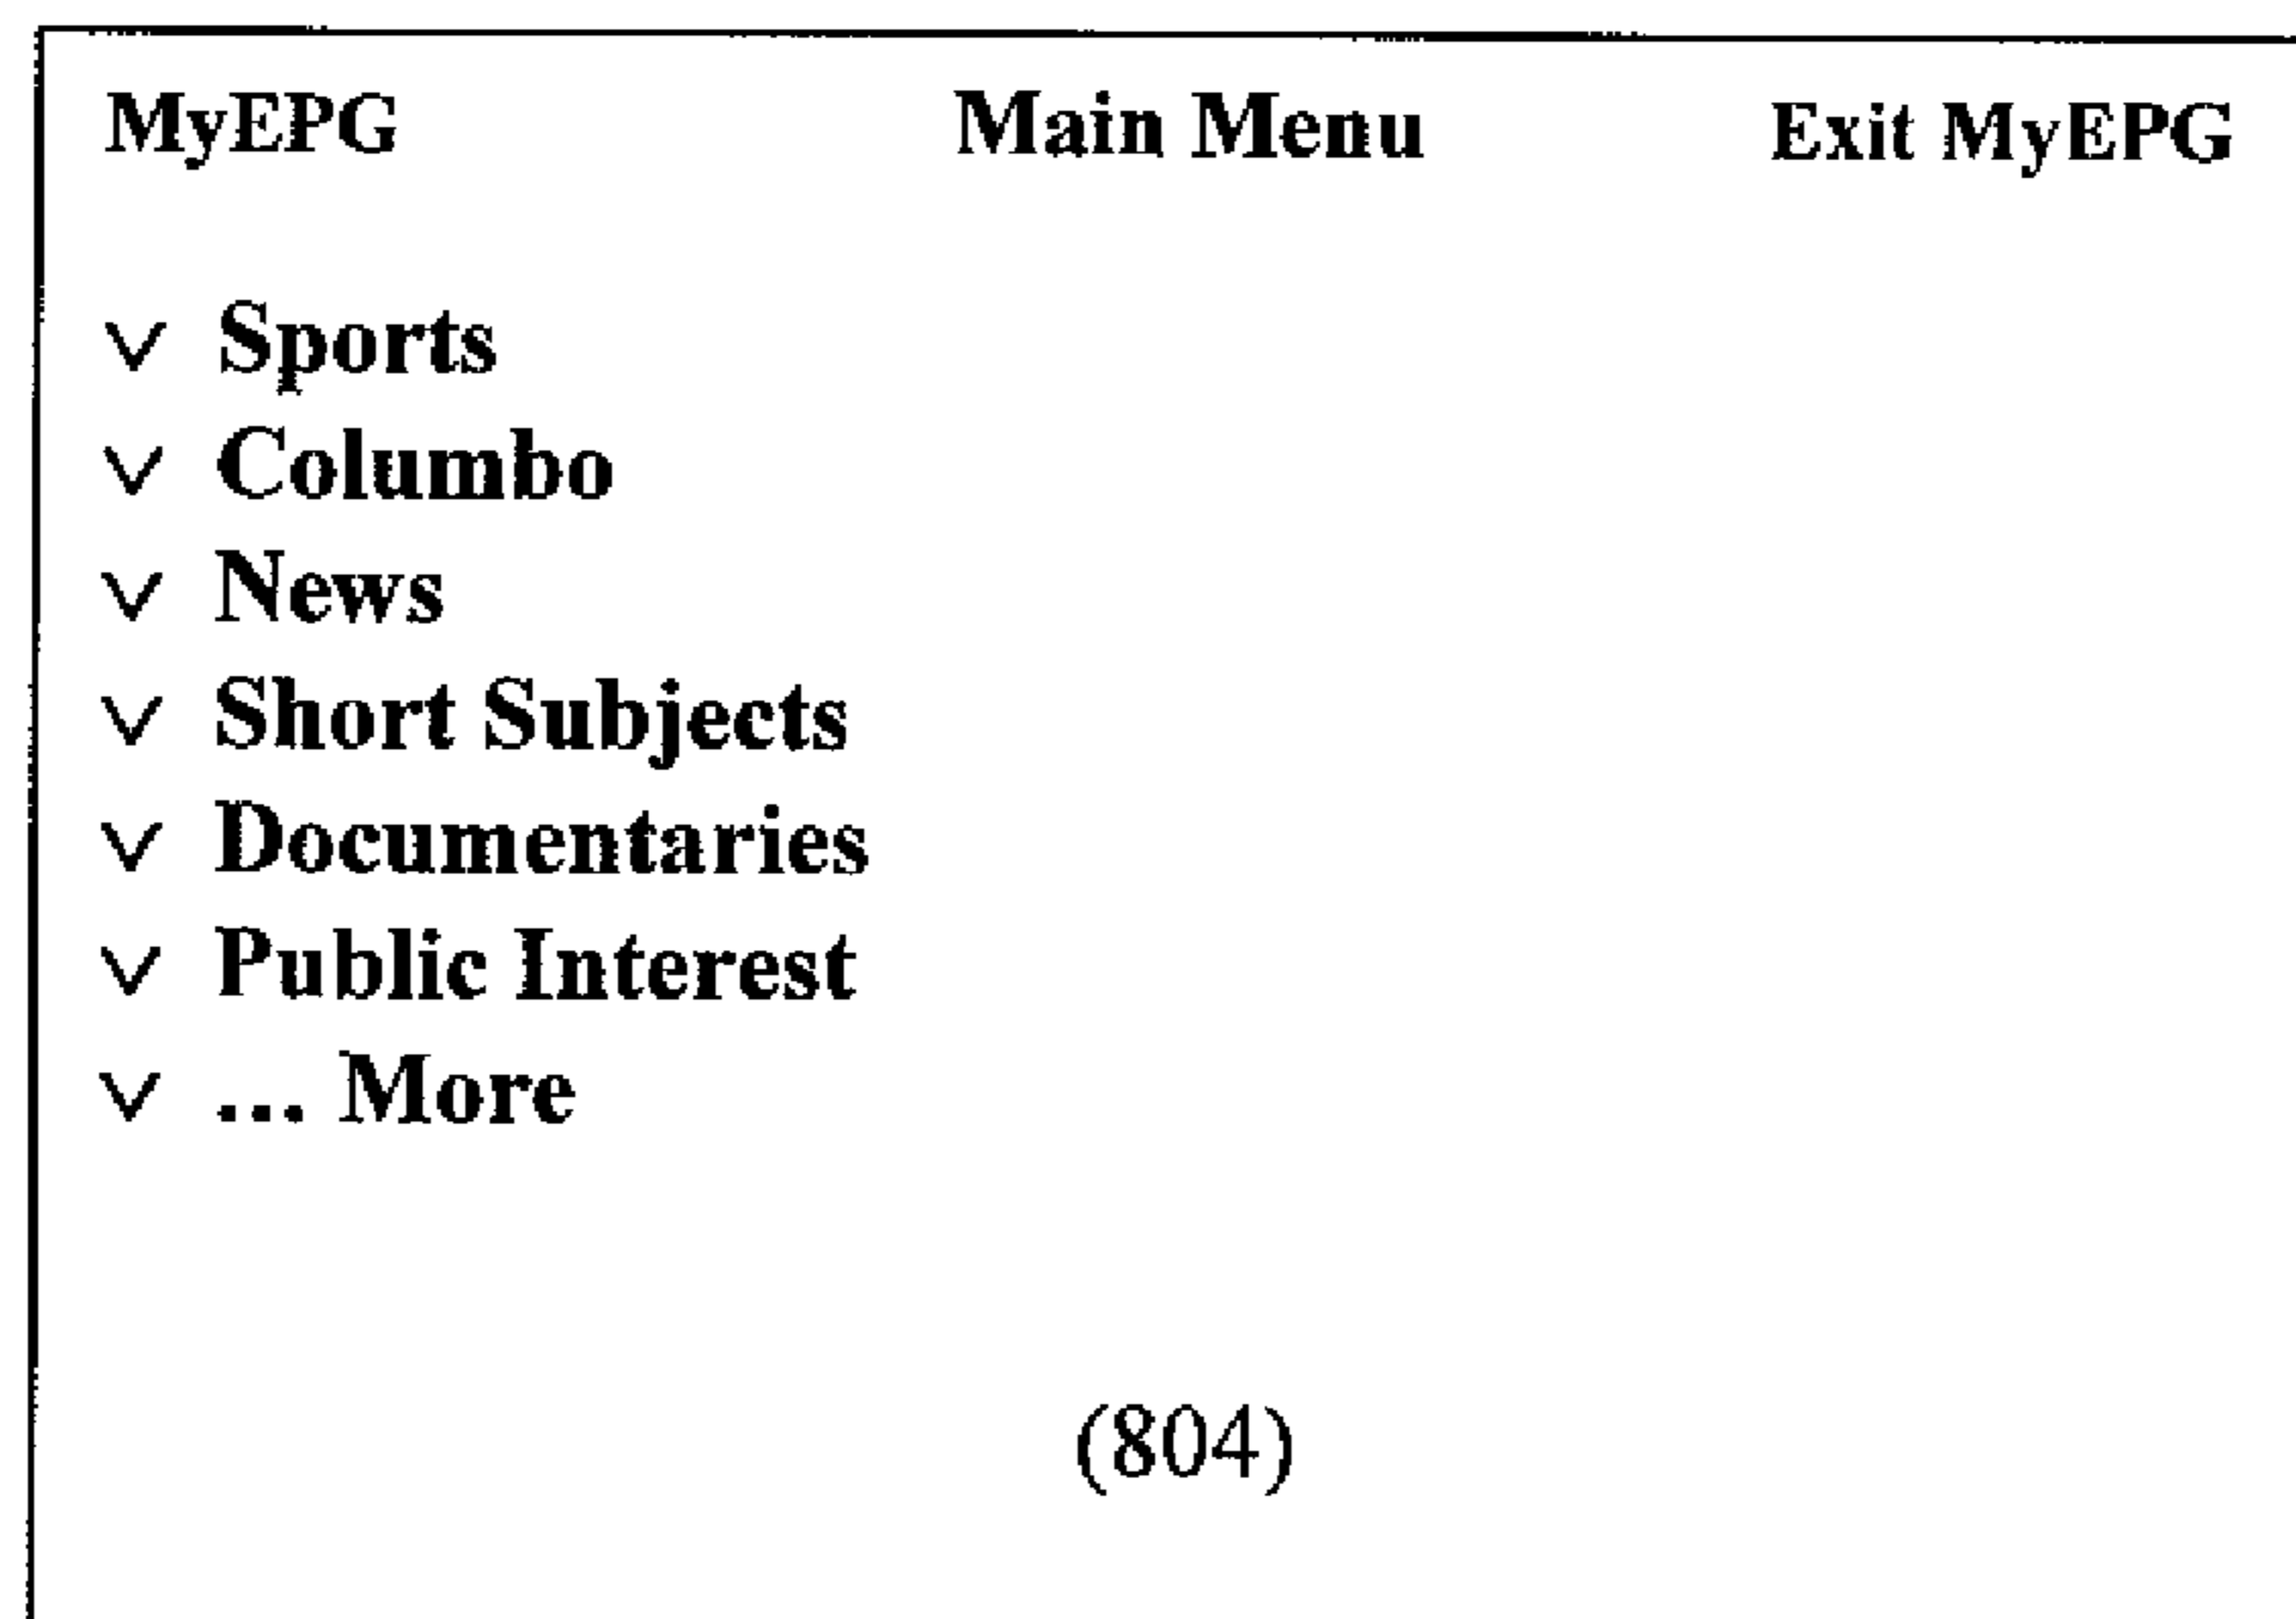 MyEPG Main Menu Exit MyEPG
∨ Sports
∨ Columbo
∨ News
∨ Short Subjects
∨ Documentaries
∨ Public Interest
∨ ... More
(804)